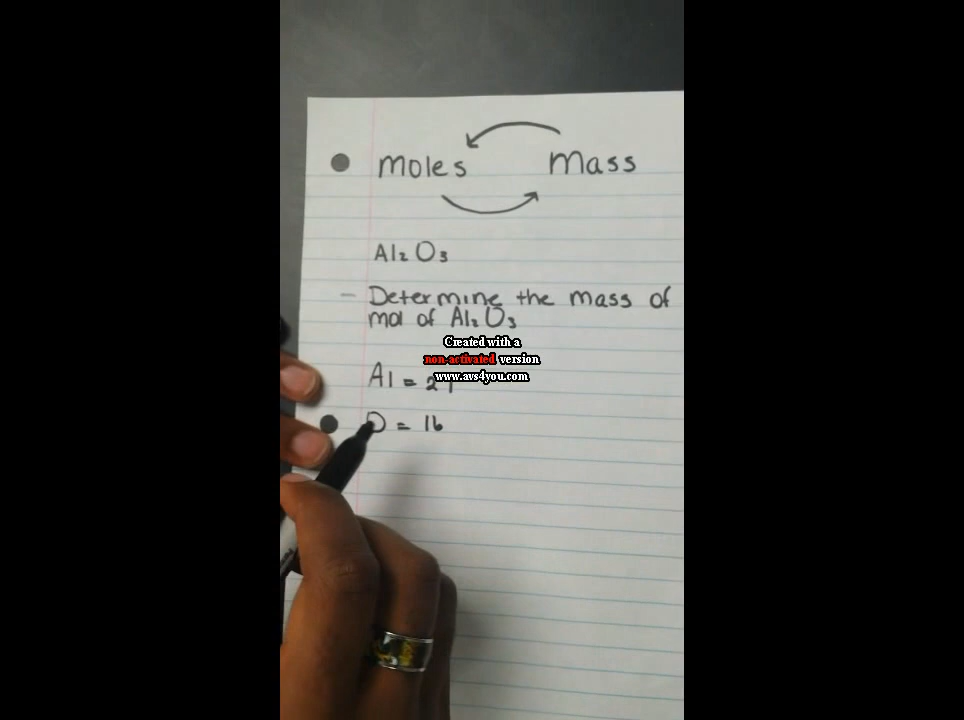 moles mass
Al₂O₃
- Determine the mass of
mol of Al₂O₃
Created with a
non-activated version
www.avs4you.com
Al =
O = 16